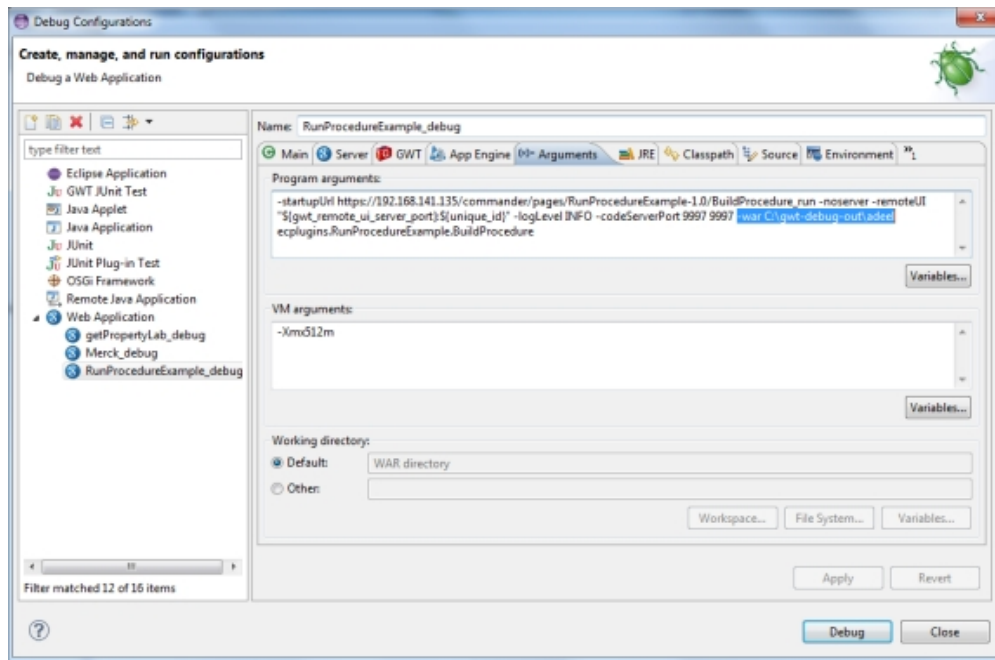 Debug Configurations
Create, manage, and run configurations
Debug a Web Application
type filter text
Eclipse Application
GWT JUnit Test
Java Applet
Java Application
JUnit
JUnit Plug-in Test
OSGi Framework
Remote Java Application
Web Application
getPropertyLab_debug
Merck_debug
RunProcedureExample_debug
Filter matched 12 of 16 items
Name: RunProcedureExample_debug
Main Server GWT App Engine (x)= Arguments JRE Classpath Source Environment »1
Program arguments:
-startupUrl https://192.168.141.135/commander/pages/RunProcedureExample-1.0/BuildProcedure_run -noserver -remoteUI
"${gwt_remote_ui_server_port}:${unique_id}" -logLevel INFO -codeServerPort 9997 9997 -war C:\gwt-debug-out\adeel
ecplugins.RunProcedureExample.BuildProcedure
Variables...
VM arguments:
-Xmx512m
Variables...
Working directory:
Default: WAR directory
Other:
Workspace... File System... Variables...
Apply Revert
Debug Close